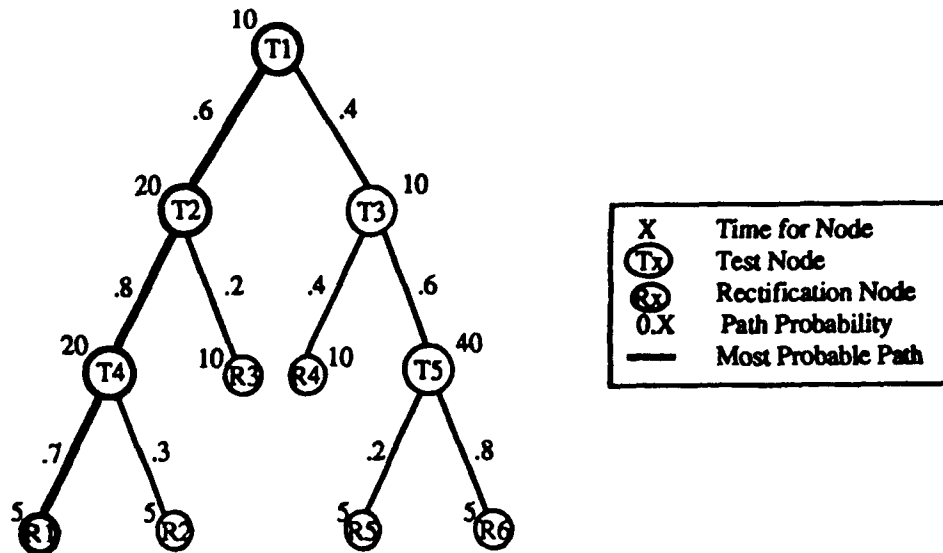 10 T1
.6 .4
20 T2 T3 10
.8 .2 .4 .6
20 T4 10 R3 R4 10 T5 40
.7 .3 .2 .8
5 R1 5 R2 5 R5 5 R6
X Time for Node
Tx Test Node
Rx Rectification Node
0.X Path Probability
Most Probable Path